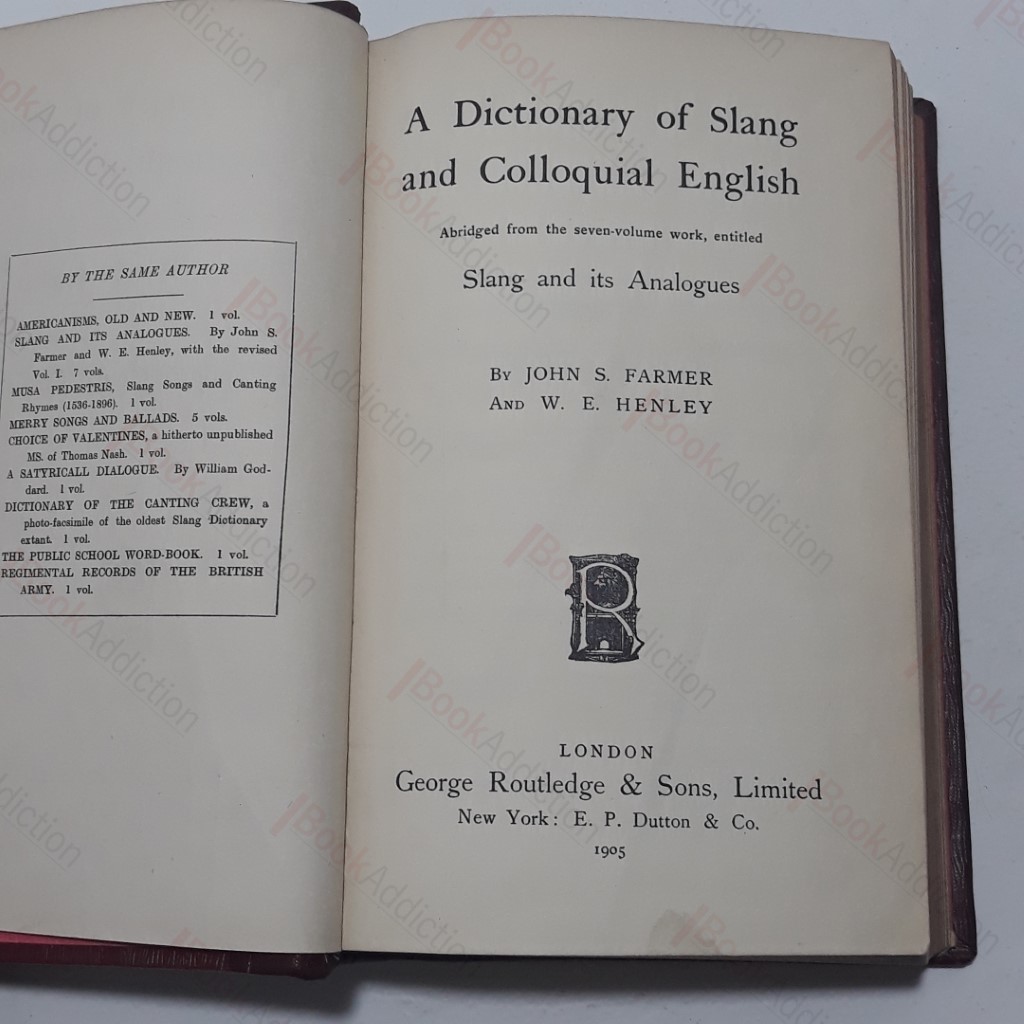 BY THE SAME AUTHOR
AMERICANISMS, OLD AND NEW. 1 vol.
SLANG AND ITS ANALOGUES. By John S.
Farmer and W. E. Henley, with the revised
Vol. I. 7 vols.
MUSA PEDESTRIS, Slang Songs and Canting
Rhymes (1536-1896). 1 vol.
MERRY SONGS AND BALLADS. 5 vols.
CHOICE OF VALENTINES, a hitherto unpublished
MS. of Thomas Nash. 1 vol.
A SATYRICALL DIALOGUE. By William God-
dard. 1 vol.
DICTIONARY OF THE CANTING CREW, a
photo-facsimile of the oldest Slang Dictionary
extant. 1 vol.
THE PUBLIC SCHOOL WORD-BOOK. 1 vol.
REGIMENTAL RECORDS OF THE BRITISH
ARMY. 1 vol.
A Dictionary of Slang
and Colloquial English
Abridged from the seven-volume work, entitled
Slang and its Analogues
By JOHN S. FARMER
AND W. E. HENLEY
R
LONDON
George Routledge & Sons, Limited
New York: E. P. Dutton & Co.
1905
BookAddiction